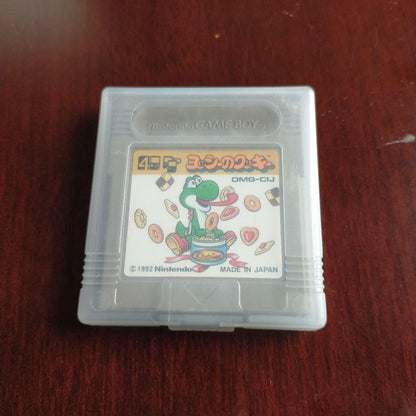 Nintendo GAME BOY
ヨッシーのクッキー
DMG-CIJ
©1992 Nintendo
MADE IN JAPAN